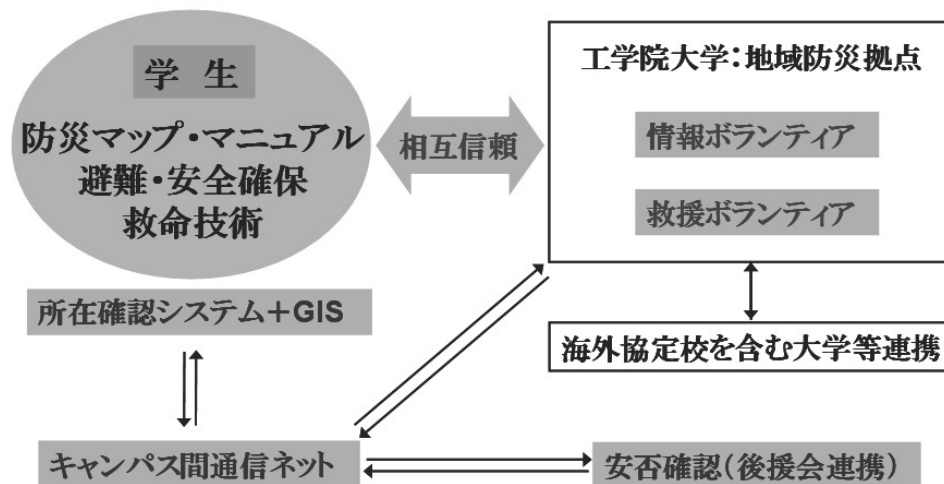 学 生
防災マップ・マニュアル
避難・安全確保
救命技術
相互信頼
工学院大学:地域防災拠点
情報ボランティア
救援ボランティア
所在確認システム+GIS
海外協定校を含む大学等連携
キャンパス間通信ネット
安否確認(後援会連携)